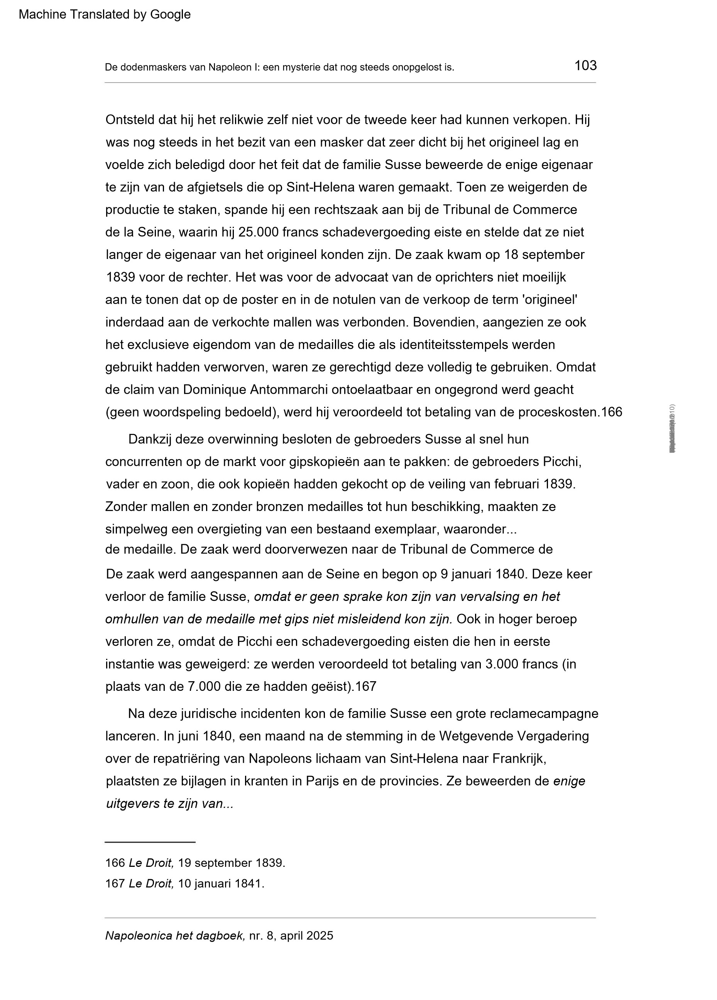 Machine Translated by Google
De dodenmaskers van Napoleon I: een mysterie dat nog steeds onopgelost is.
103
Ontsteld dat hij het relikwie zelf niet voor de tweede keer had kunnen verkopen. Hij
was nog steeds in het bezit van een masker dat zeer dicht bij het origineel lag en
voelde zich beledigd door het feit dat de familie Susse beweerde de enige eigenaar
te zijn van de afgietsels die op Sint-Helena waren gemaakt. Toen ze weigerden de
productie te staken, spande hij een rechtszaak aan bij de Tribunal de Commerce
de la Seine, waarin hij 25.000 francs schadevergoeding eiste en stelde dat ze niet
langer de eigenaar van het origineel konden zijn. De zaak kwam op 18 september
1839 voor de rechter. Het was voor de advocaat van de oprichters niet moeilijk
aan te tonen dat op de poster en in de notulen van de verkoop de term 'origineel'
inderdaad aan de verkochte mallen was verbonden. Bovendien, aangezien ze ook
het exclusieve eigendom van de medailles die als identiteitsstempels werden
gebruikt hadden verworven, waren ze gerechtigd deze volledig te gebruiken. Omdat
de claim van Dominique Antommarchi ontoelaatbaar en ongegrond werd geacht
(geen woordspeling bedoeld), werd hij veroordeeld tot betaling van de proceskosten.166
Dankzij deze overwinning besloten de gebroeders Susse al snel hun
concurrenten op de markt voor gipskopieën aan te pakken: de gebroeders Picchi,
vader en zoon, die ook kopieën hadden gekocht op de veiling van februari 1839.
Zonder mallen en zonder bronzen medailles tot hun beschikking, maakten ze
simpelweg een overgieting van een bestaand exemplaar, waaronder...
de medaille. De zaak werd doorverwezen naar de Tribunal de Commerce de
De zaak werd aangespannen aan de Seine en begon op 9 januari 1840. Deze keer
verloor de familie Susse, omdat er geen sprake kon zijn van vervalsing en het
omhullen van de medaille met gips niet misleidend kon zijn. Ook in hoger beroep
verloren ze, omdat de Picchi een schadevergoeding eisten die hen in eerste
instantie was geweigerd: ze werden veroordeeld tot betaling van 3.000 francs (in
plaats van de 7.000 die ze hadden geëist).167
Na deze juridische incidenten kon de familie Susse een grote reclamecampagne
lanceren. In juni 1840, een maand na de stemming in de Wetgevende Vergadering
over de repatriëring van Napoleons lichaam van Sint-Helena naar Frankrijk,
plaatsten ze bijlagen in kranten in Parijs en de provincies. Ze beweerden de enige
uitgevers te zijn van...
166 Le Droit, 19 september 1839.
167 Le Droit, 10 januari 1841.
Napoleonica het dagboek, nr. 8, april 2025